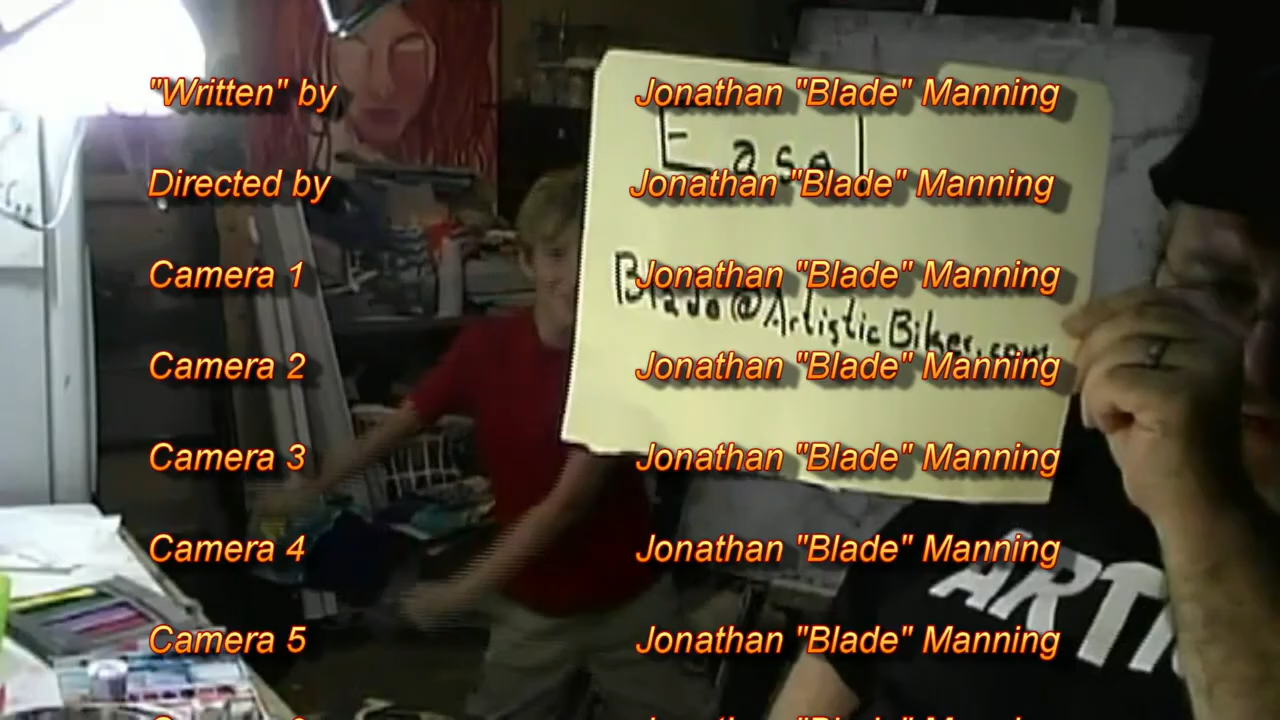 "Written" by Jonathan "Blade" Manning
Easel
Directed by Jonathan "Blade" Manning
Camera 1 Jonathan "Blade" Manning
Blade@ArtisticBiker.com
Camera 2 Jonathan "Blade" Manning
Camera 3 Jonathan "Blade" Manning
Camera 4 Jonathan "Blade" Manning
ARTI
Camera 5 Jonathan "Blade" Manning